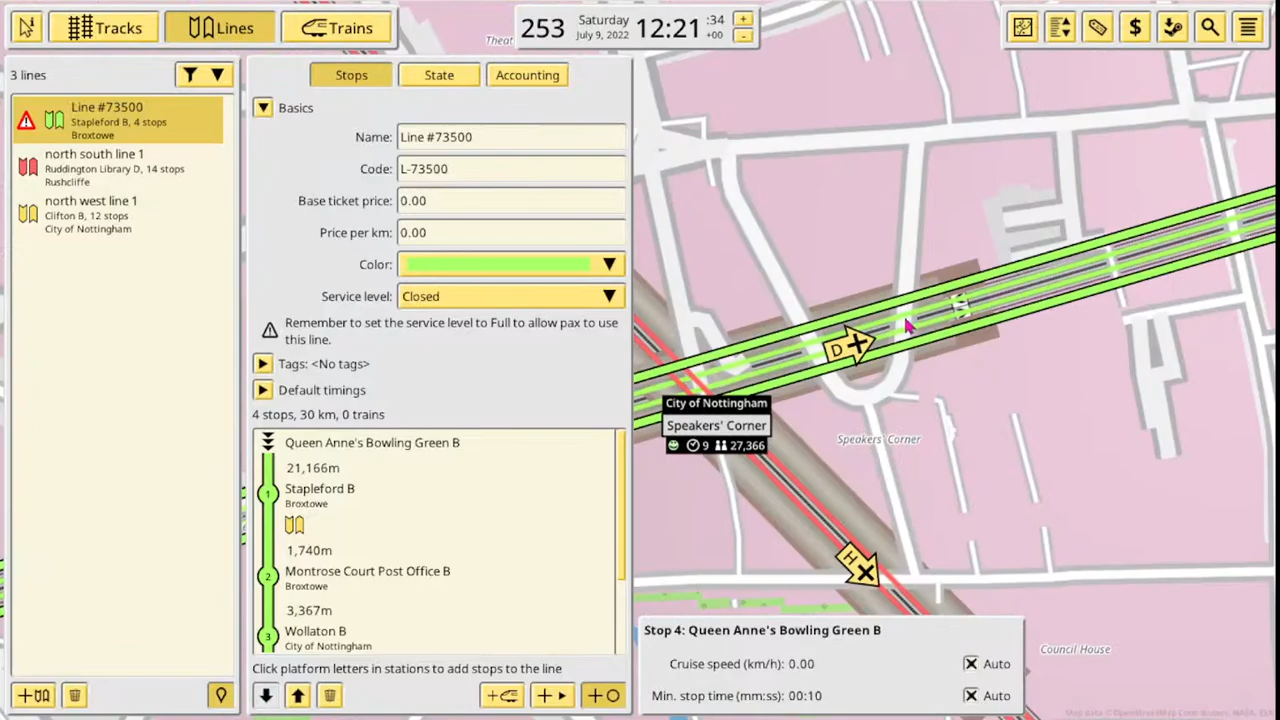 Tracks
Lines
Trains
253
Saturday
July 9, 2022
12:21
:34
+00
+
-
$
Theat
3 lines
Line #73500
Stapleford B, 4 stops
Broxtowe
north south line 1
Ruddington Library D, 14 stops
Rushcliffe
north west line 1
Clifton B, 12 stops
City of Nottingham
Stops
State
Accounting
Basics
Name: Line #73500
Code: L-73500
Base ticket price: 0.00
Price per km: 0.00
Color:
Service level: Closed
Remember to set the service level to Full to allow pax to use
this line.
Tags: <No tags>
Default timings
4 stops, 30 km, 0 trains
Queen Anne's Bowling Green B
21,166m
1
Stapleford B
Broxtowe
1,740m
2
Montrose Court Post Office B
Broxtowe
3,367m
3
Wollaton B
City of Nottingham
Click platform letters in stations to add stops to the line
D
City of Nottingham
Speakers' Corner
9 27,366
Speakers' Corner
H
Council House
Stop 4: Queen Anne's Bowling Green B
Cruise speed (km/h): 0.00
Auto
Min. stop time (mm:ss): 00:10
Auto